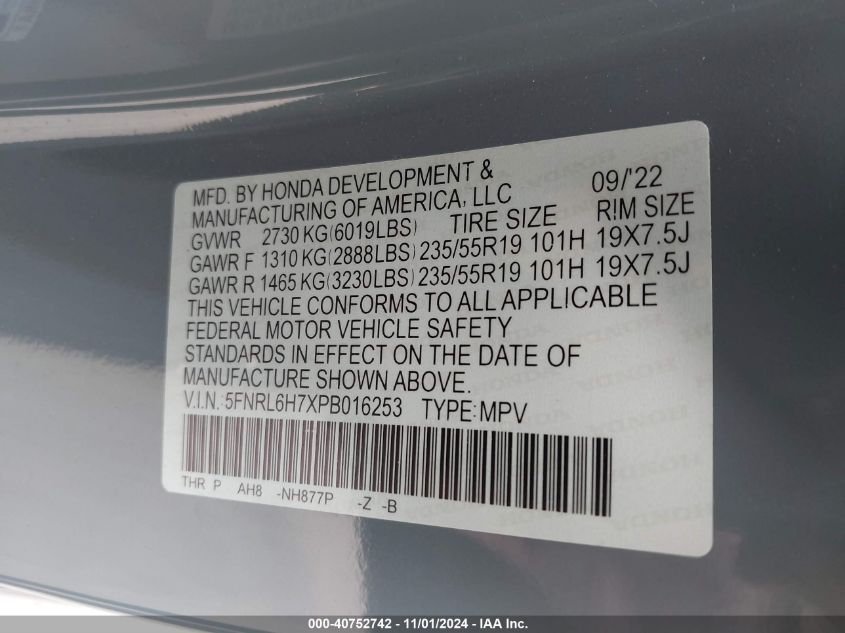 MFD. BY HONDA DEVELOPMENT & 09/'22
MANUFACTURING OF AMERICA, LLC
GVWR 2730 KG(6019LBS) TIRE SIZE RIM SIZE
GAWR F 1310 KG(2888LBS) 235/55R19 101H 19X7.5J
GAWR R 1465 KG(3230LBS) 235/55R19 101H 19X7.5J
THIS VEHICLE CONFORMS TO ALL APPLICABLE
FEDERAL MOTOR VEHICLE SAFETY
STANDARDS IN EFFECT ON THE DATE OF
MANUFACTURE SHOWN ABOVE.
V.I.N.:5FNRL6H7XPB016253 TYPE:MPV
THR P AH8 -NH877P -Z -B
000-40752742 - 11/01/2024 - IAA Inc.